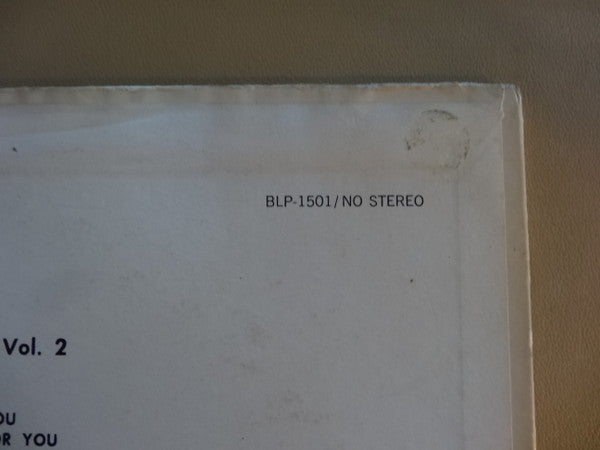 BLP-1501/NO STEREO
Vol. 2
OU
OR YOU